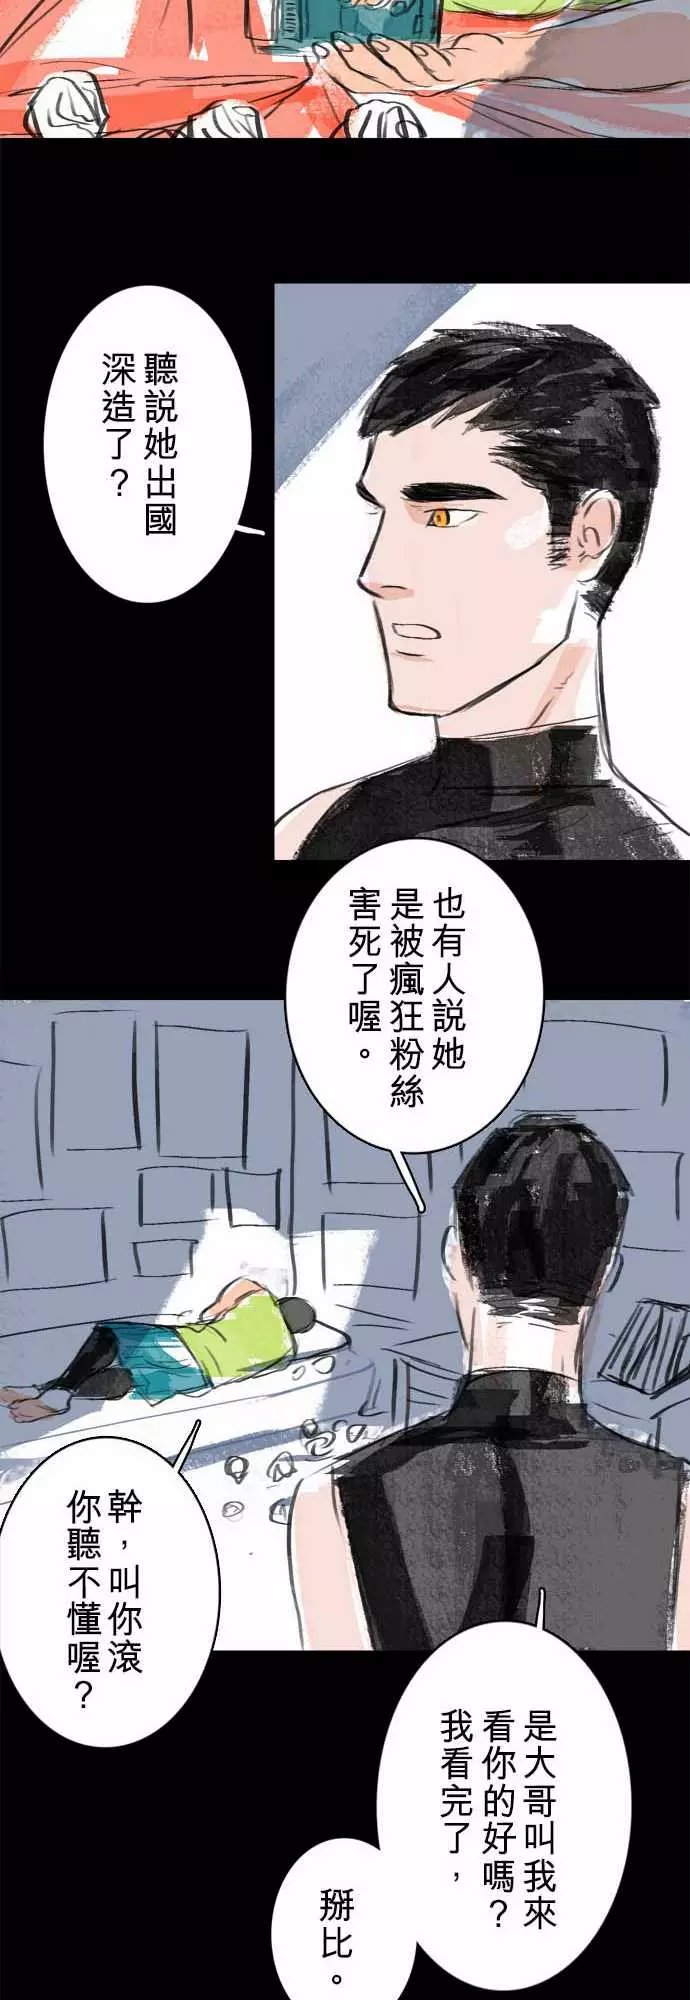 聽說她出國
深造了？
也有人說她
是被瘋狂粉絲
害死了喔。
幹，叫你滾
你聽不懂喔？
是大哥叫我來
看你的好嗎？
我看完了，
掰比。